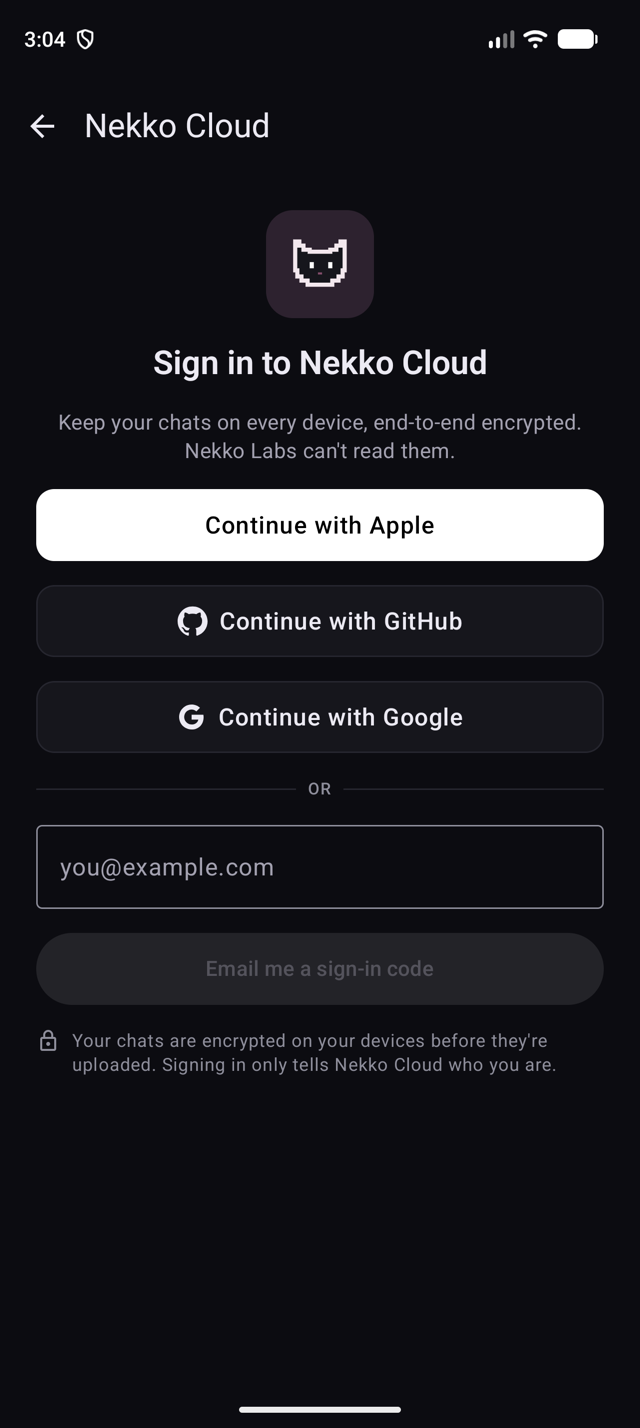 3:04
Nekko Cloud
Sign in to Nekko Cloud
Keep your chats on every device, end-to-end encrypted.
Nekko Labs can't read them.
Continue with Apple
Continue with GitHub
Continue with Google
OR
you@example.com
Email me a sign-in code
Your chats are encrypted on your devices before they're
uploaded. Signing in only tells Nekko Cloud who you are.